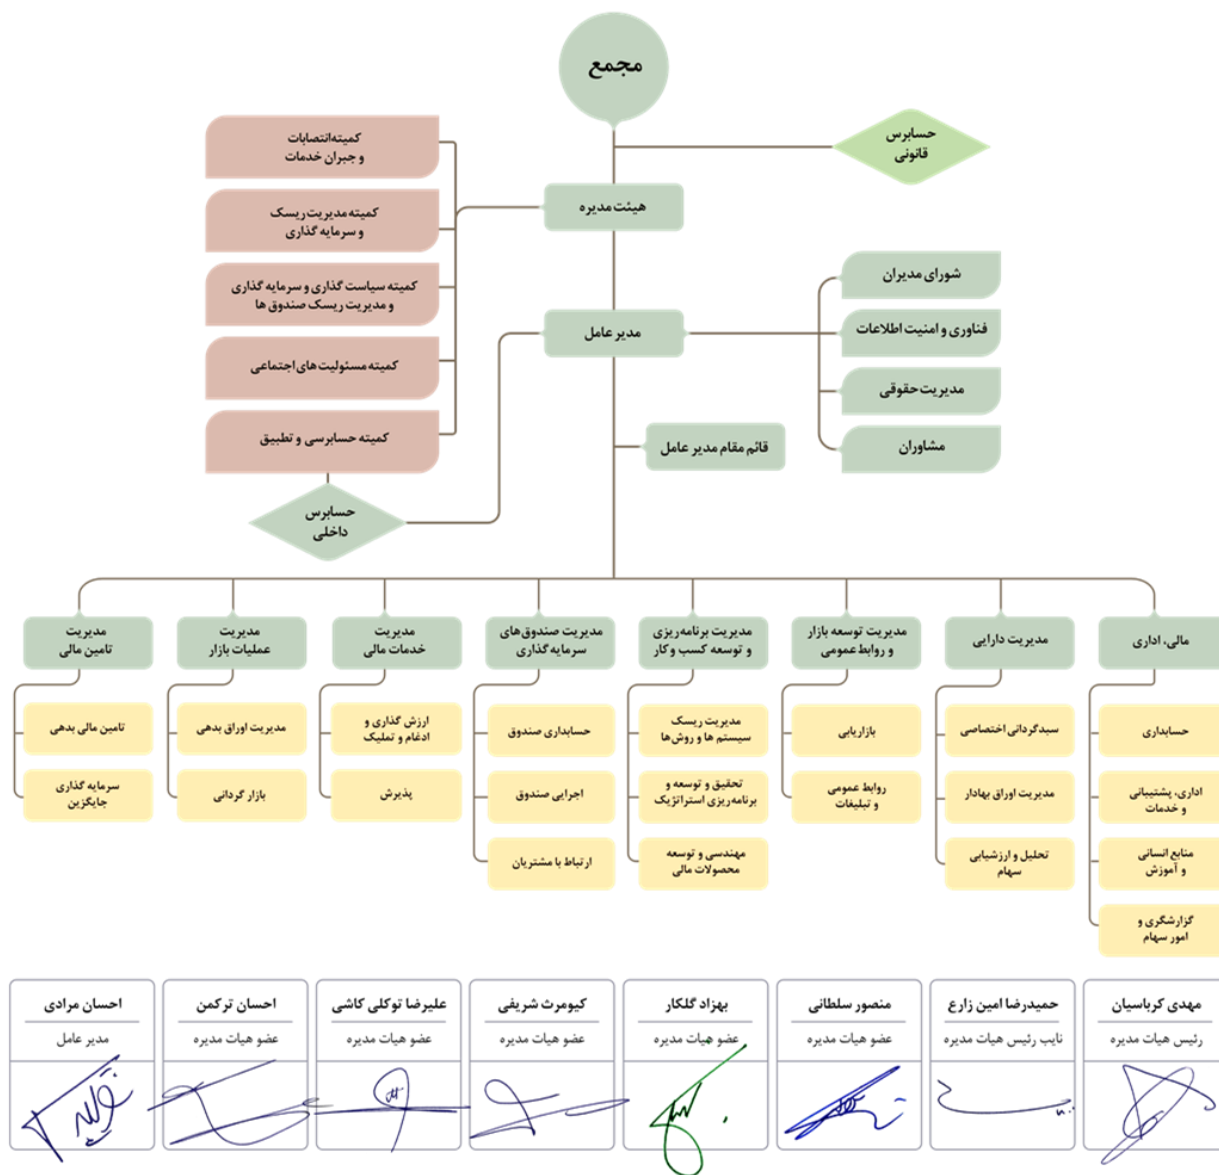 مجمع
حسابرس
قانونی
کمیته انتصابات
و جبران خدمات
هیئت مدیره
کمیته مدیریت ریسک
و سرمایه گذاری
کمیته سیاست گذاری و سرمایه گذاری
و مدیریت ریسک صندوق ها
کمیته مسئولیت های اجتماعی
کمیته حسابرسی و تطبیق
شورای مدیران
فناوری و امنیت اطلاعات
مدیریت حقوقی
مشاوران
مدیر عامل
قائم مقام مدیر عامل
حسابرس
داخلی
مالی، اداری
حسابداری
اداری، پشتیبانی
و خدمات
منابع انسانی
و آموزش
گزارشگری و
امور سهام
مدیریت دارایی
سبدگردانی اختصاصی
مدیریت اوراق بهادار
تحلیل و ارزشیابی
سهام
مدیریت توسعه بازار
و روابط عمومی
بازاریابی
روابط عمومی
و تبلیغات
مدیریت برنامه ریزی
و توسعه کسب و کار
مدیریت ریسک
سیستم ها و روش ها
تحقیق و توسعه و
برنامه ریزی استراتژیک
مهندسی و توسعه
محصولات مالی
مدیریت صندوق های
سرمایه گذاری
حسابداری صندوق
اجرایی صندوق
ارتباط با مشتریان
مدیریت
خدمات مالی
ارزش گذاری و
ادغام و تملیک
پذیرش
مدیریت
عملیات بازار
مدیریت اوراق بدهی
بازار گردانی
مدیریت
تامین مالی
تامین مالی بدهی
سرمایه گذاری
جایگزین
مهدی کرباسیان
رئیس هیات مدیره
حمیدرضا امین زارع
نایب رئیس هیات مدیره
منصور سلطانی
عضو هیات مدیره
بهزاد گلکار
عضو هیات مدیره
کیومرث شریفی
عضو هیات مدیره
علیرضا توکلی کاشی
عضو هیات مدیره
احسان ترکمن
عضو هیات مدیره
احسان مرادی
مدیر عامل